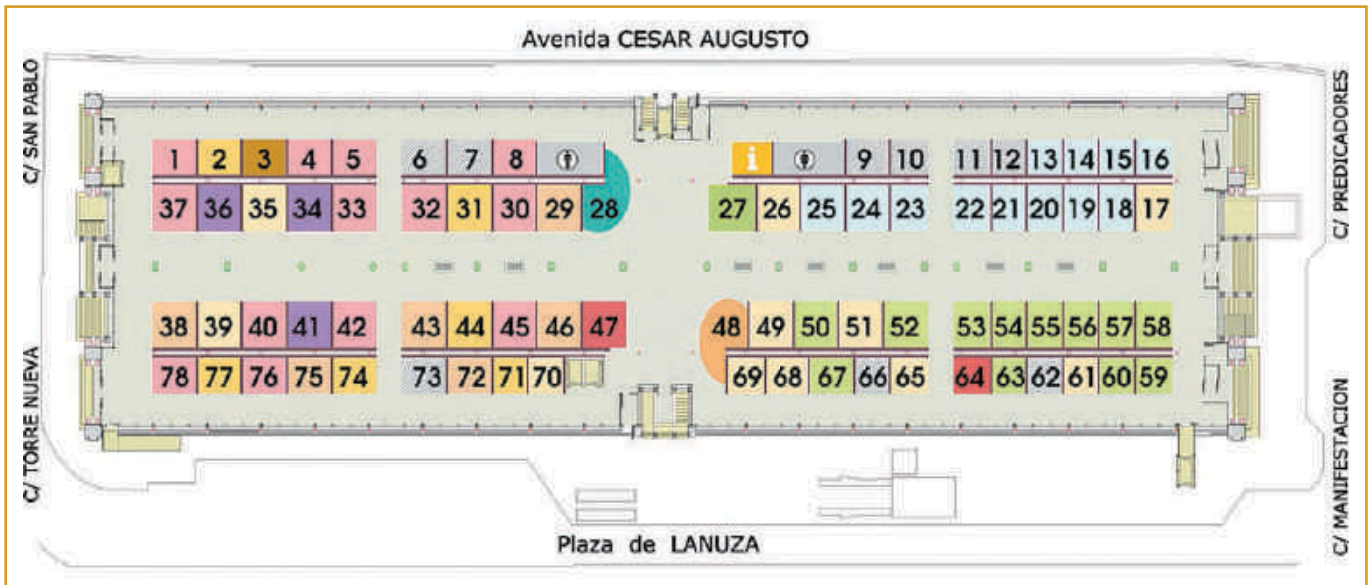 Avenida CESAR AUGUSTO
C/ SAN PABLO
C/ PREDICADORES
1 2 3 4 5 6 7 8 i 9 10 11 12 13 14 15 16
37 36 35 34 33 32 31 30 29 28 27 26 25 24 23 22 21 20 19 18 17
38 39 40 41 42 43 44 45 46 47 48 49 50 51 52 53 54 55 56 57 58
78 77 76 75 74 73 72 71 70 69 68 67 66 65 64 63 62 61 60 59
C/ TORRE NUEVA
C/ MANIFESTACION
Plaza de LANUZA